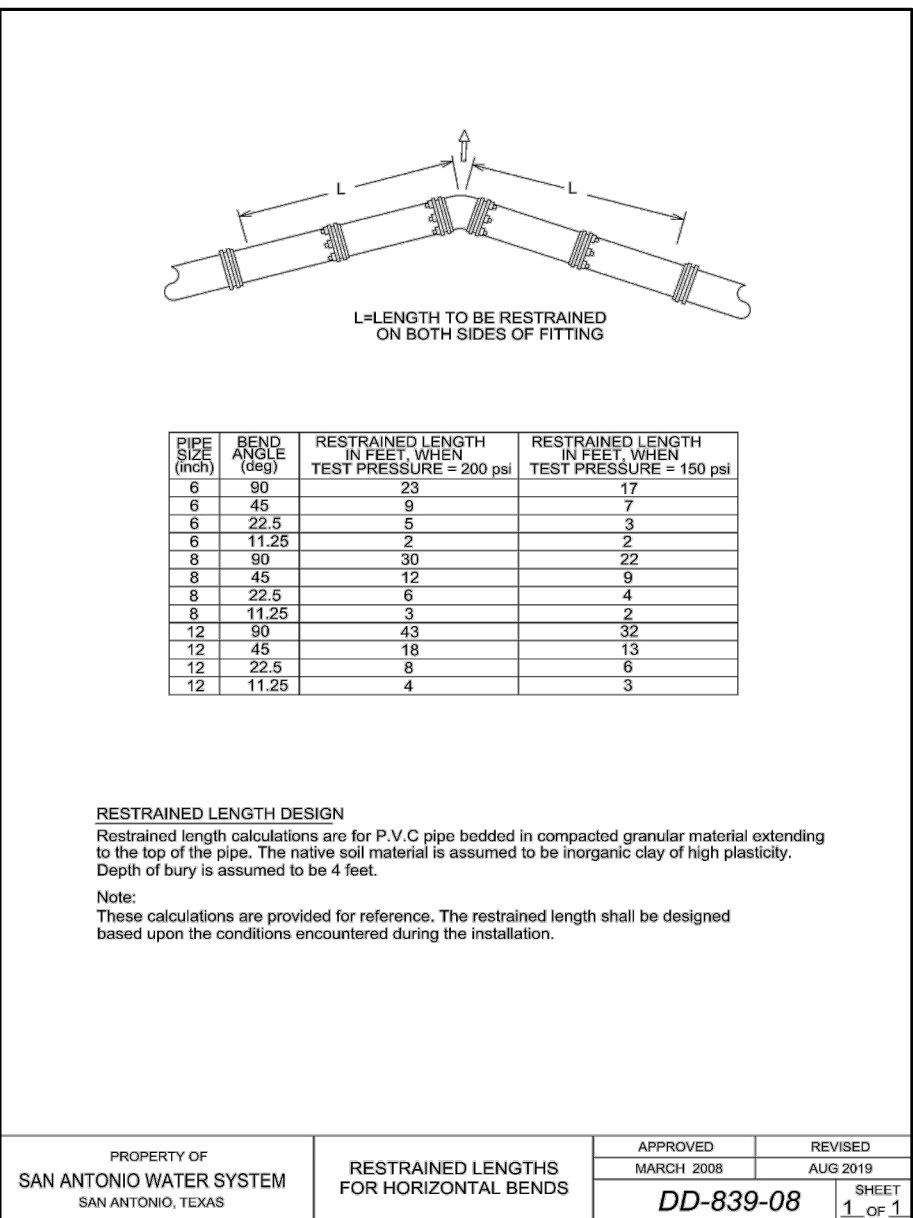 L
L
L=LENGTH TO BE RESTRAINED
ON BOTH SIDES OF FITTING
PIPE SIZE (inch) BEND ANGLE (deg) RESTRAINED LENGTH IN FEET, WHEN TEST PRESSURE = 200 psi RESTRAINED LENGTH IN FEET, WHEN TEST PRESSURE = 150 psi
6 90 23 17
6 45 9 7
6 22.5 5 3
6 11.25 2 2
8 90 30 22
8 45 12 9
8 22.5 6 4
8 11.25 3 2
12 90 43 32
12 45 18 13
12 22.5 8 6
12 11.25 4 3
RESTRAINED LENGTH DESIGN
Restrained length calculations are for P.V.C pipe bedded in compacted granular material extending
to the top of the pipe. The native soil material is assumed to be inorganic clay of high plasticity.
Depth of bury is assumed to be 4 feet.
Note:
These calculations are provided for reference. The restrained length shall be designed
based upon the conditions encountered during the installation.
PROPERTY OF
SAN ANTONIO WATER SYSTEM
SAN ANTONIO, TEXAS
RESTRAINED LENGTHS
FOR HORIZONTAL BENDS
APPROVED REVISED
MARCH 2008 AUG 2019
DD-839-08
SHEET
1 OF 1